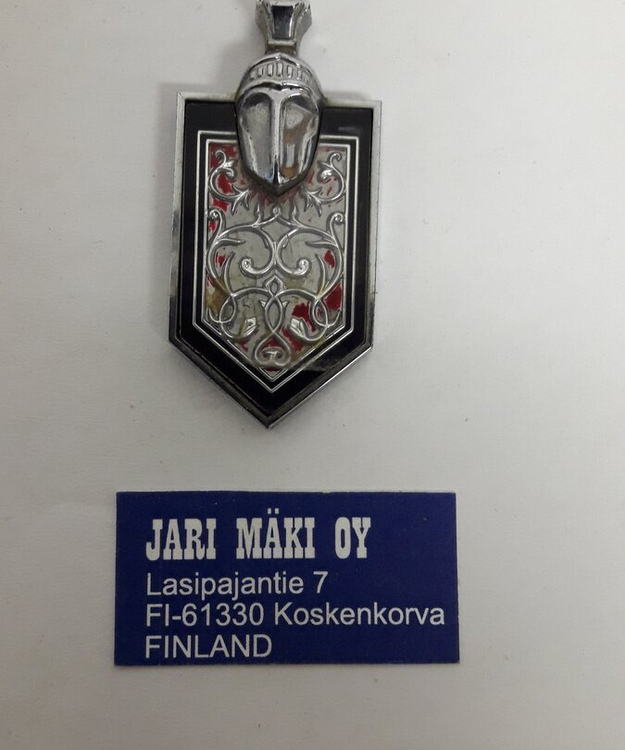 JARI MÄKI OY
Lasipajantie 7
FI-61330 Koskenkorva
FINLAND